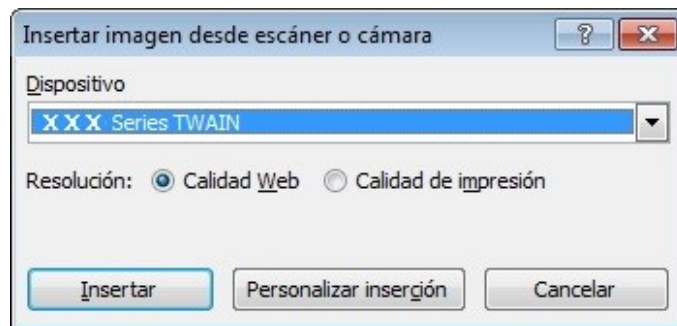 Insertar imagen desde escáner o cámara ?
Dispositivo
X X X Series TWAIN
Resolución: Calidad Web Calidad de impresión
Insertar Personalizar inserción Cancelar